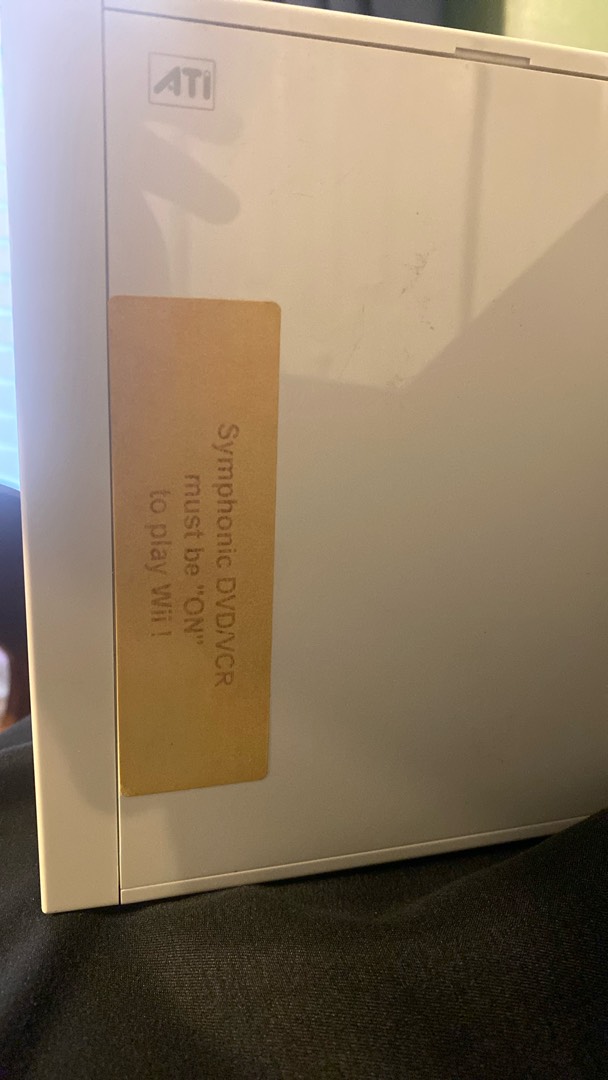 ATi
Symphonic DVD/VCR
must be "ON"
to play Wii !